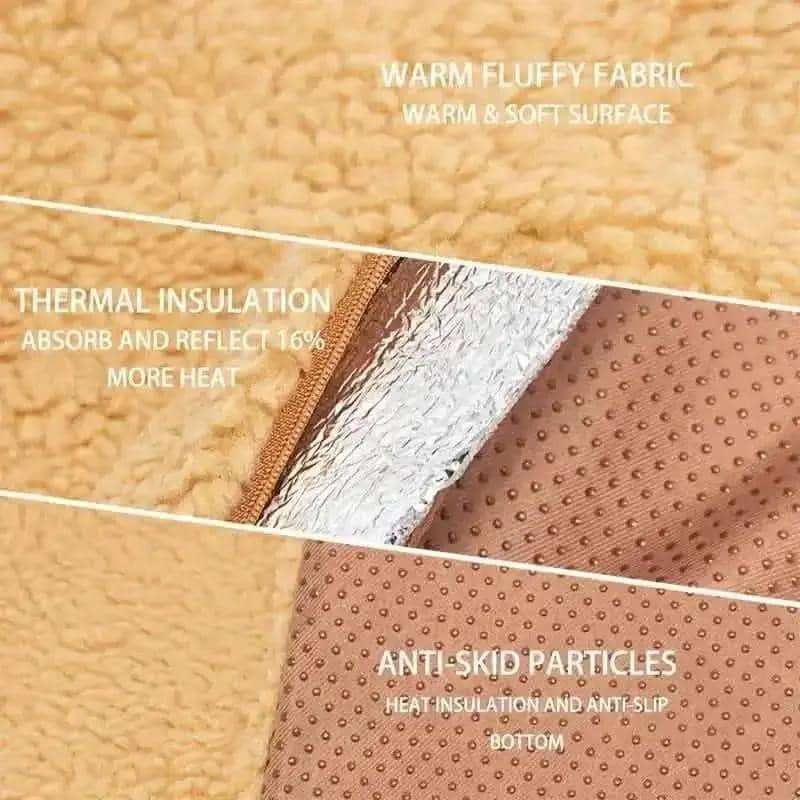 WARM FLUFFY FABRIC
WARM & SOFT SURFACE
THERMAL INSULATION
ABSORB AND REFLECT 16%
MORE HEAT
ANTI-SKID PARTICLES
HEAT INSULATION AND ANTI-SLIP
BOTTOM